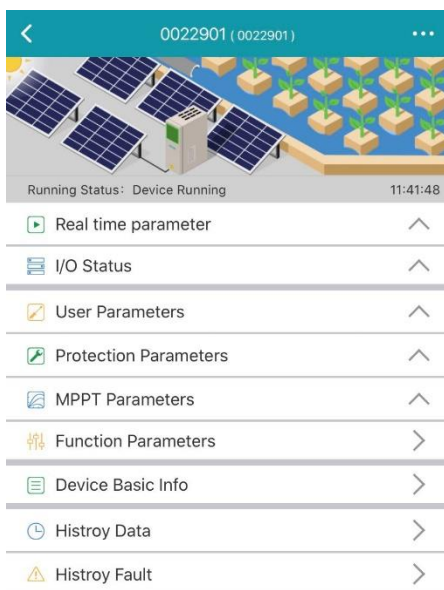 0022901 (0022901)
Running Status: Device Running 11:41:48
Real time parameter
I/O Status
User Parameters
Protection Parameters
MPPT Parameters
Function Parameters
Device Basic Info
Histroy Data
Histroy Fault